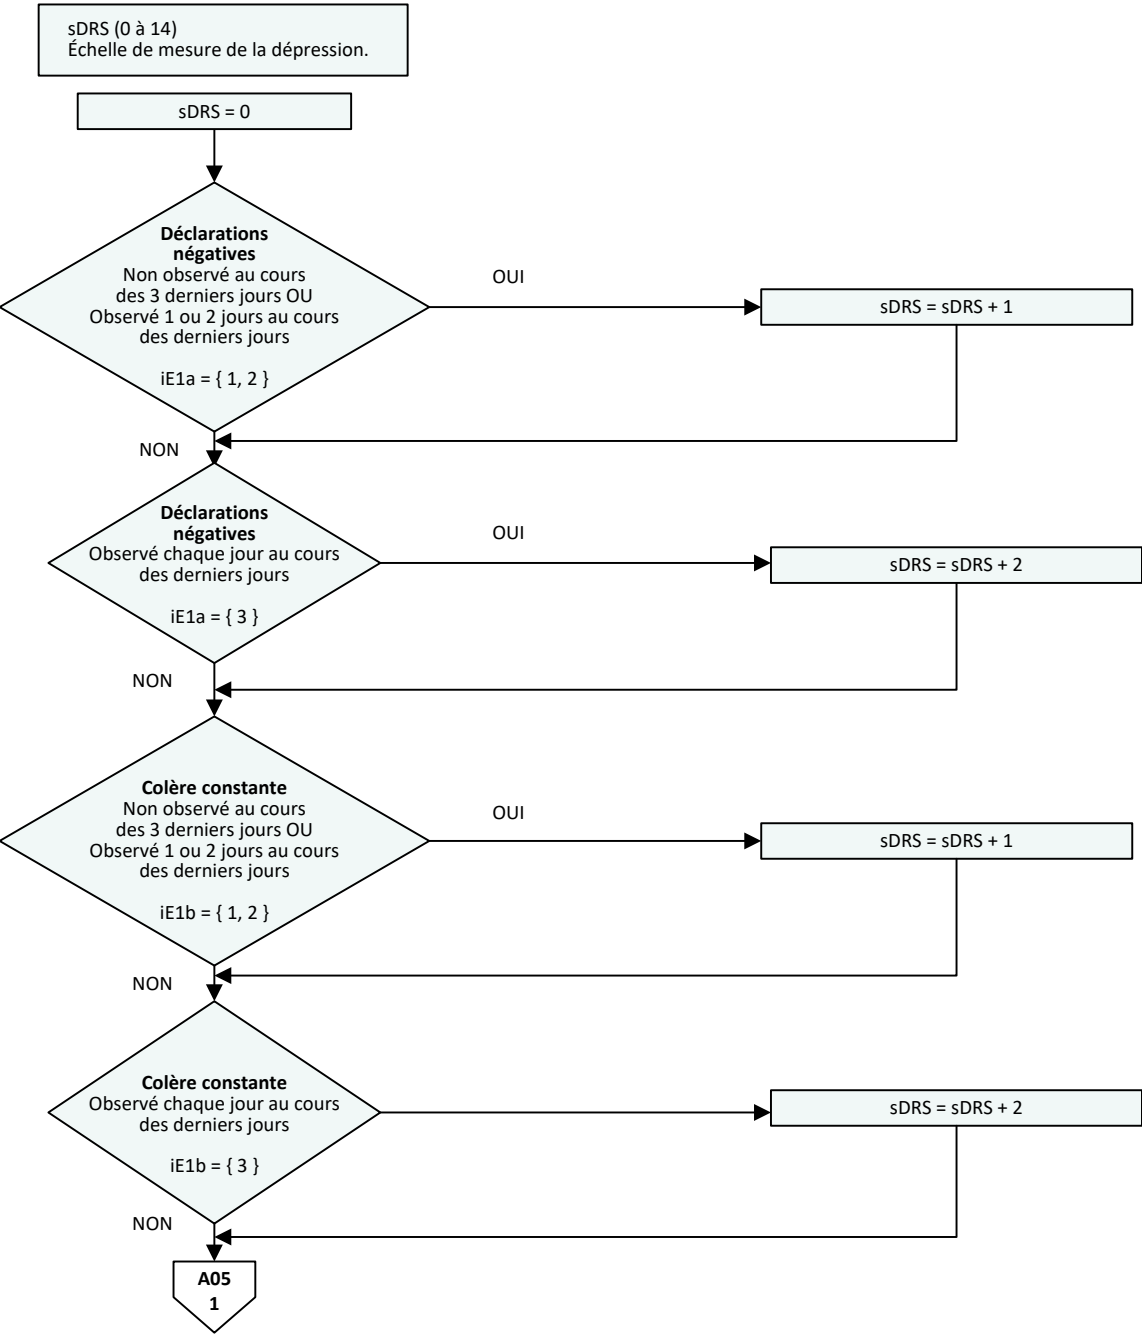 sDRS (0 à 14)
Échelle de mesure de la dépression.
sDRS = 0
Déclarations
négatives
Non observé au cours
des 3 derniers jours OU
Observé 1 ou 2 jours au cours
des derniers jours
iE1a = { 1, 2 }
OUI
sDRS = sDRS + 1
NON
Déclarations
négatives
Observé chaque jour au cours
des derniers jours
iE1a = { 3 }
OUI
sDRS = sDRS + 2
NON
Colère constante
Non observé au cours
des 3 derniers jours OU
Observé 1 ou 2 jours au cours
des derniers jours
iE1b = { 1, 2 }
OUI
sDRS = sDRS + 1
NON
Colère constante
Observé chaque jour au cours
des derniers jours
iE1b = { 3 }
sDRS = sDRS + 2
NON
A05
1